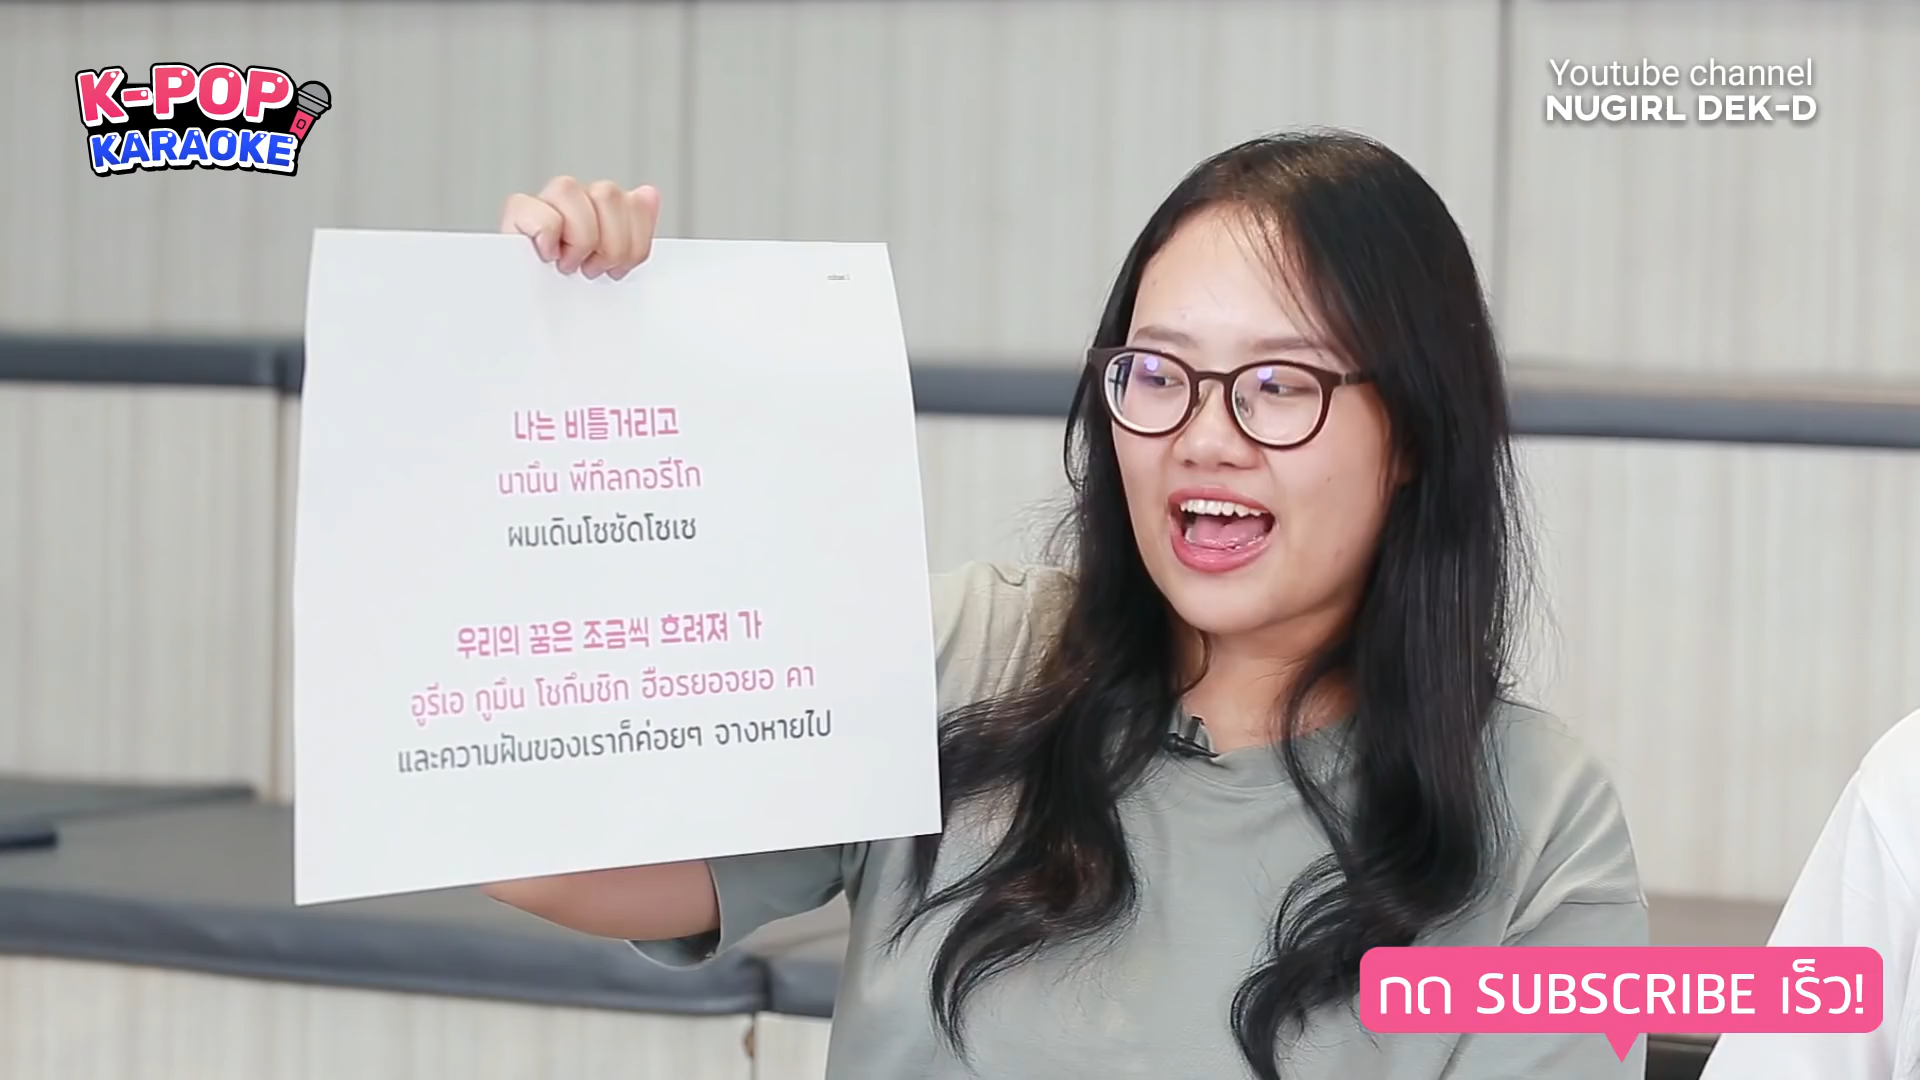 K-POP
KARAOKE
Youtube channel
NUGIRL DEK-D
나는 비틀거리고
นานึน พีทึลกอรีโก
ผมเดินโซซัดโซเซ
우리의 꿈은 조금씩 흐려져 가
อูรีเอ กูมึน โชกึมชิก ฮือรยอจยอ คา
และความฝันของเราก็ค่อยๆ จางหายไป
กด SUBSCRIBE เร็ว!